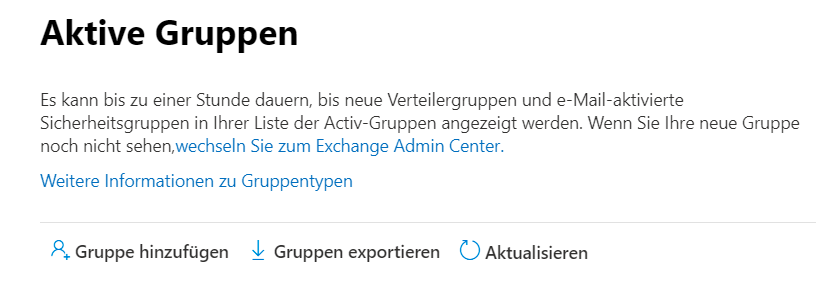 Aktive Gruppen
Es kann bis zu einer Stunde dauern, bis neue Verteilergruppen und e-Mail-aktivierte
Sicherheitsgruppen in Ihrer Liste der Activ-Gruppen angezeigt werden. Wenn Sie Ihre neue Gruppe
noch nicht sehen,wechseln Sie zum Exchange Admin Center.
Weitere Informationen zu Gruppentypen
Gruppe hinzufügen Gruppen exportieren Aktualisieren